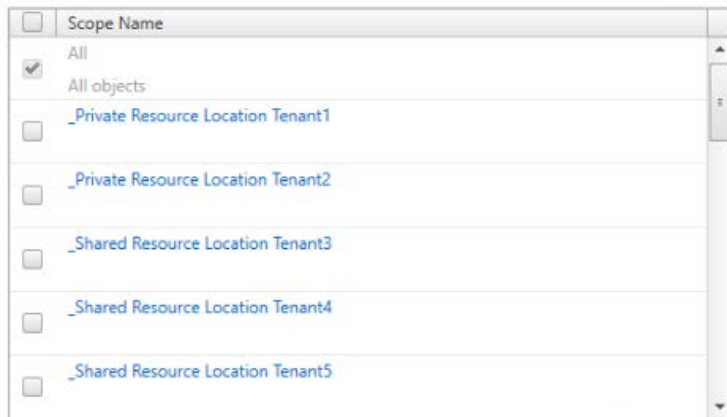 Scope Name
All
All objects
_Private Resource Location Tenant1
_Private Resource Location Tenant2
_Shared Resource Location Tenant3
_Shared Resource Location Tenant4
_Shared Resource Location Tenant5